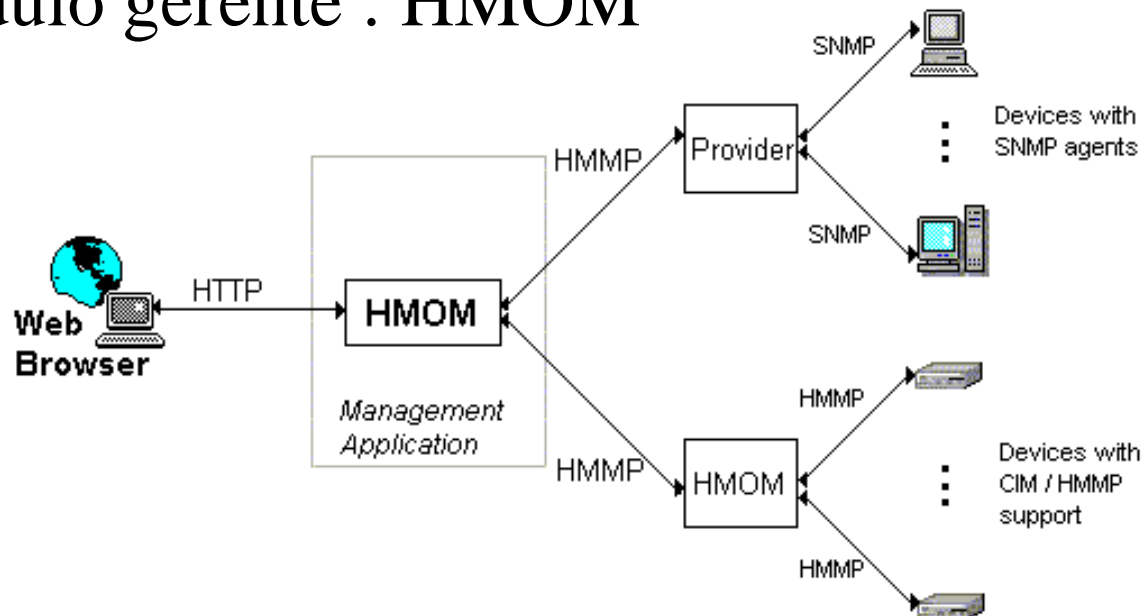 gerente : HMOM
SNMP
Devices with
SNMP agents
Provider
HMMP
SNMP
HTTP
HMOM
Web
Browser
Management
Application
HMMP
Devices with
CIM / HMMP
support
HMMP
HMOM
HMMP